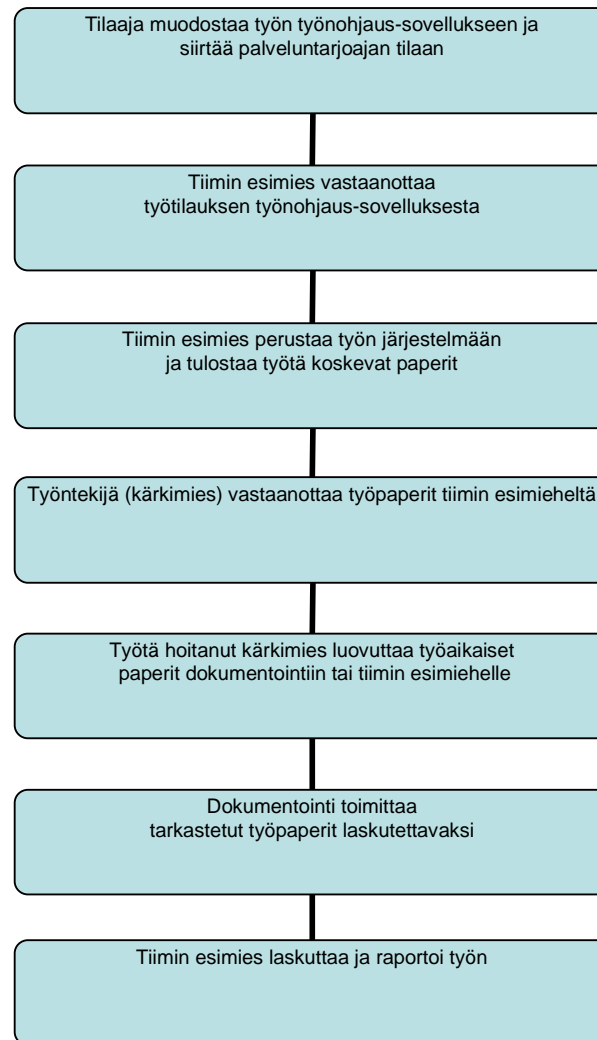 Tilaaja muodostaa työn työnohjaus-sovellukseen ja
siirtää palveluntarjoajan tilaan
Tiimin esimies vastaanottaa
työtilauksen työnohjaus-sovelluksesta
Tiimin esimies perustaa työn järjestelmään
ja tulostaa työtä koskevat paperit
Työntekijä (kärkimies) vastaanottaa työpaperit tiimin esimieheltä
Työtä hoitanut kärkimies luovuttaa työaikaiset
paperit dokumentointiin tai tiimin esimiehelle
Dokumentointi toimittaa
tarkastetut työpaperit laskutettavaksi
Tiimin esimies laskuttaa ja raportoi työn